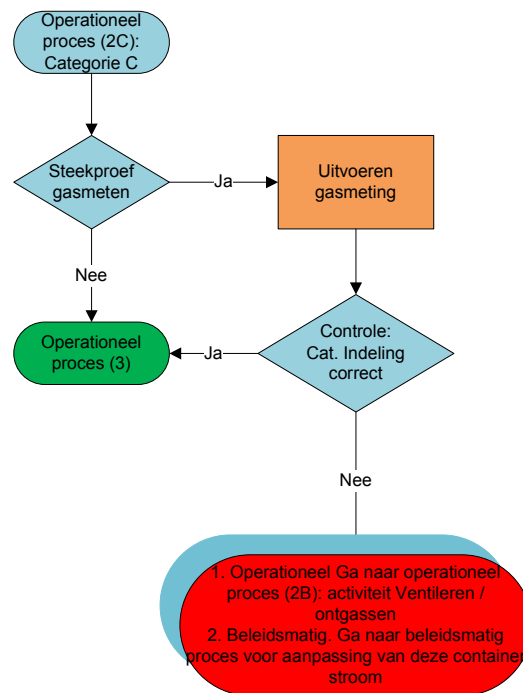 Operationeel
proces (2C):
Categorie C
Steekproef
gasmeten
Ja
Uitvoeren
gasmeting
Nee
Operationeel
proces (3)
Ja
Controle:
Cat. Indeling
correct
Nee
1. Operationeel Ga naar operationeel
proces (2B): activiteit Ventileren /
ontgassen
2. Beleidsmatig. Ga naar beleidsmatig
proces voor aanpassing van deze container
stroom